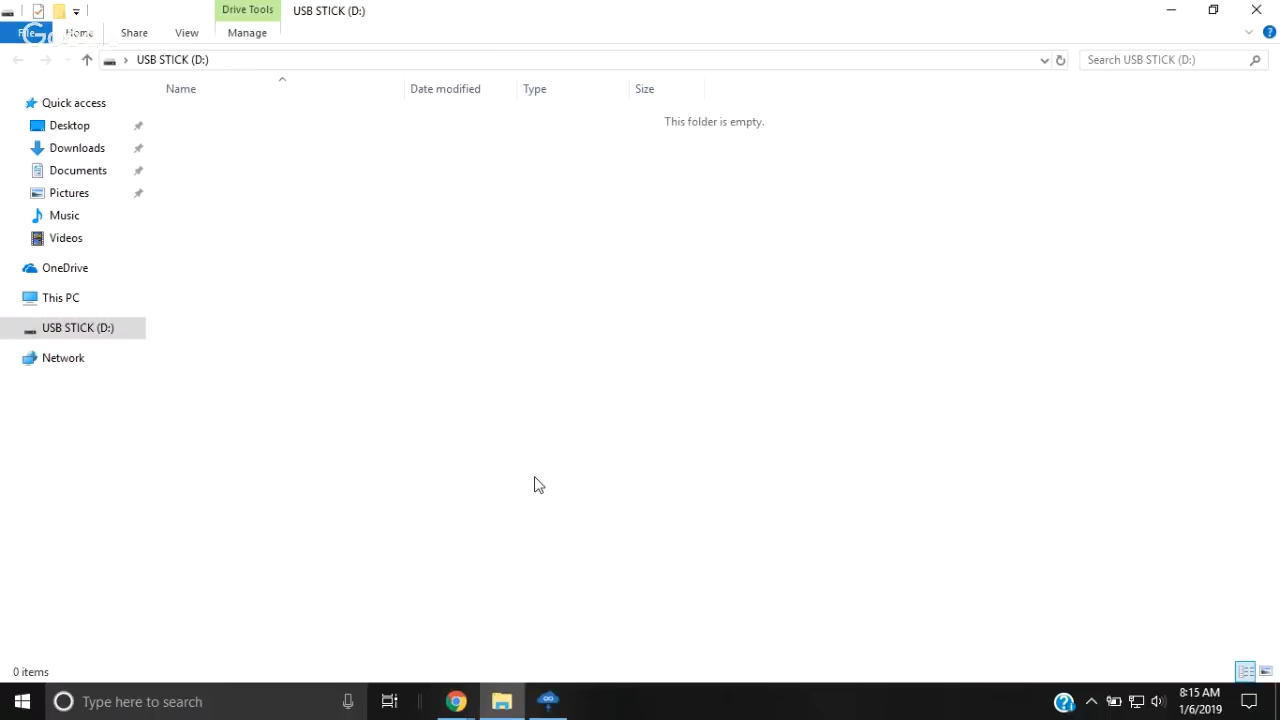 Drive Tools
USB STICK (D:)
File
Home
Share
View
Manage
USB STICK (D:)
Search USB STICK (D:)
Name
Date modified
Type
Size
This folder is empty.
Quick access
Desktop
Downloads
Documents
Pictures
Music
Videos
OneDrive
This PC
USB STICK (D:)
Network
0 items
Type here to search
8:15 AM
1/6/2019